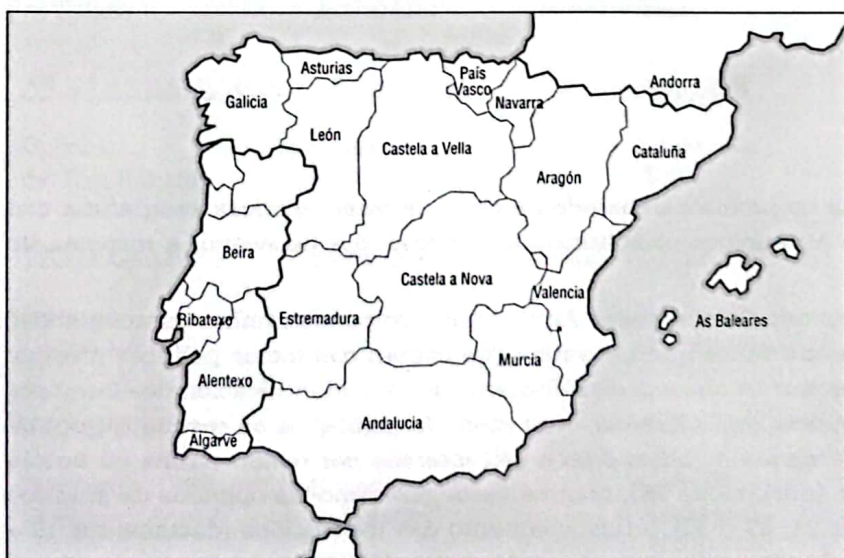 Asturias
País
Vasco
Navarra
Andorra
Galicia
León
Castela a Vella
Cataluña
Aragón
Beira
Castela a Nova
Valencia
Ribatexo
Estremadura
As Baleares
Murcia
Alentexo
Andalucia
Algarve